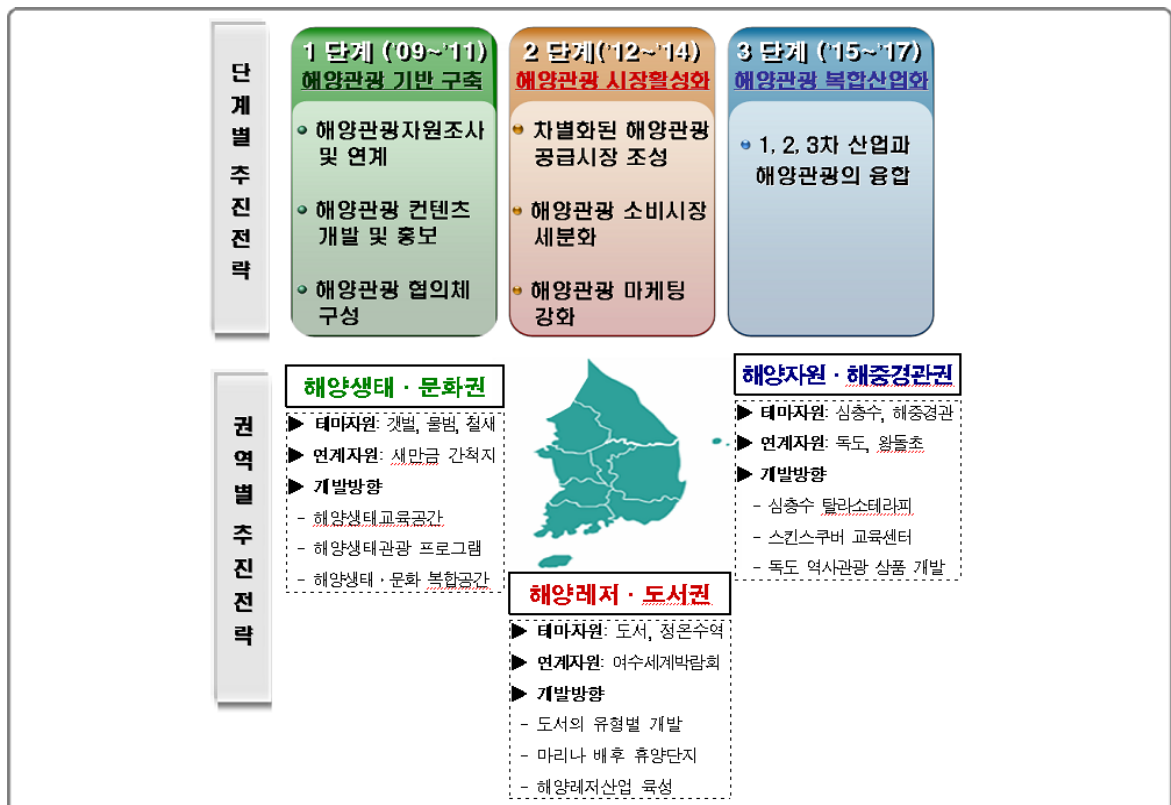 단계별 추진전략
1 단계 ('09~'11)
해양관광 기반 구축
해양관광자원조사
및 연계
해양관광 컨텐츠
개발 및 홍보
해양관광 협의체
구성
2 단계('12~'14)
해양관광 시장활성화
차별화된 해양관광
공급시장 조성
해양관광 소비시장
세분화
해양관광 마케팅
강화
3 단계 ('15~'17)
해양관광 복합산업화
1, 2, 3차 산업과
해양관광의 융합
권역별 추진전략
해양생태 · 문화권
▶ 테마자원: 갯벌, 물범, 철새
▶ 연계자원: 새만금 간척지
▶ 개발방향
- 해양생태교육공간
- 해양생태관광 프로그램
- 해양생태 · 문화 복합공간
해양레저 · 도서권
▶ 테마자원: 도서, 정온수역
▶ 연계자원: 여수세계박람회
▶ 개발방향
- 도서의 유형별 개발
- 마리나 배후 휴양단지
- 해양레저산업 육성
해양자원 · 해중경관권
▶ 테마자원: 심층수, 해중경관
▶ 연계자원: 독도, 왕돌초
▶ 개발방향
- 심층수 탈라소테라피
- 스킨스쿠버 교육센터
- 독도 역사관광 상품 개발